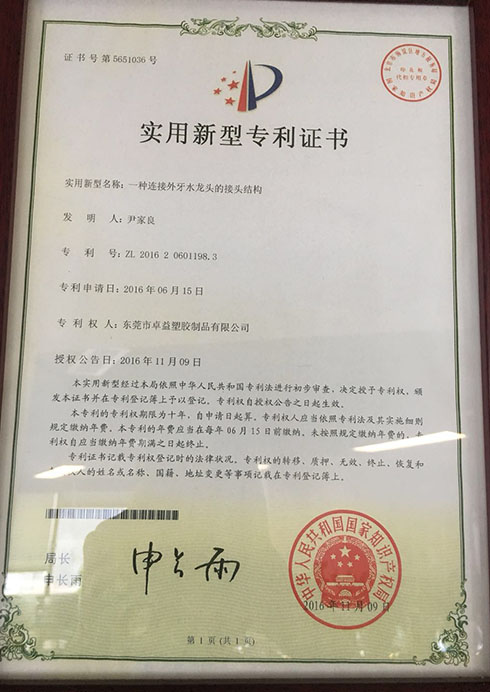 证书号第5651036号
实用新型专利证书
实用新型名称：一种连接外牙水龙头的接头结构
发 明 人：尹家良
专 利 号：ZL 2016 2 0601198.3
专利申请日：2016年06月15日
专 利 权 人：东莞市卓益塑胶制品有限公司
授权公告日：2016年11月09日
本实用新型经过本局依照中华人民共和国专利法进行初步审查，决定授予专利权，颁
发本证书并在专利登记簿上予以登记。专利权自授权公告之日起生效。
本专利的专利权期限为十年，自申请日起算。专利权人应当依照专利法及其实施细则
规定缴纳年费。本专利的年费应当在每年06月15日前缴纳。未按照规定缴纳年费的，专
利权自应当缴纳年费期满之日起终止。
专利证书记载专利权登记时的法律状况。专利权的转移、质押、无效、终止、恢复和
人的姓名或名称、国籍、地址变更等事项记载在专利登记簿上。
局长
申长雨
申长雨
中华人民共和国国家知识产权局
2016年11月09日
第1页(共1页)